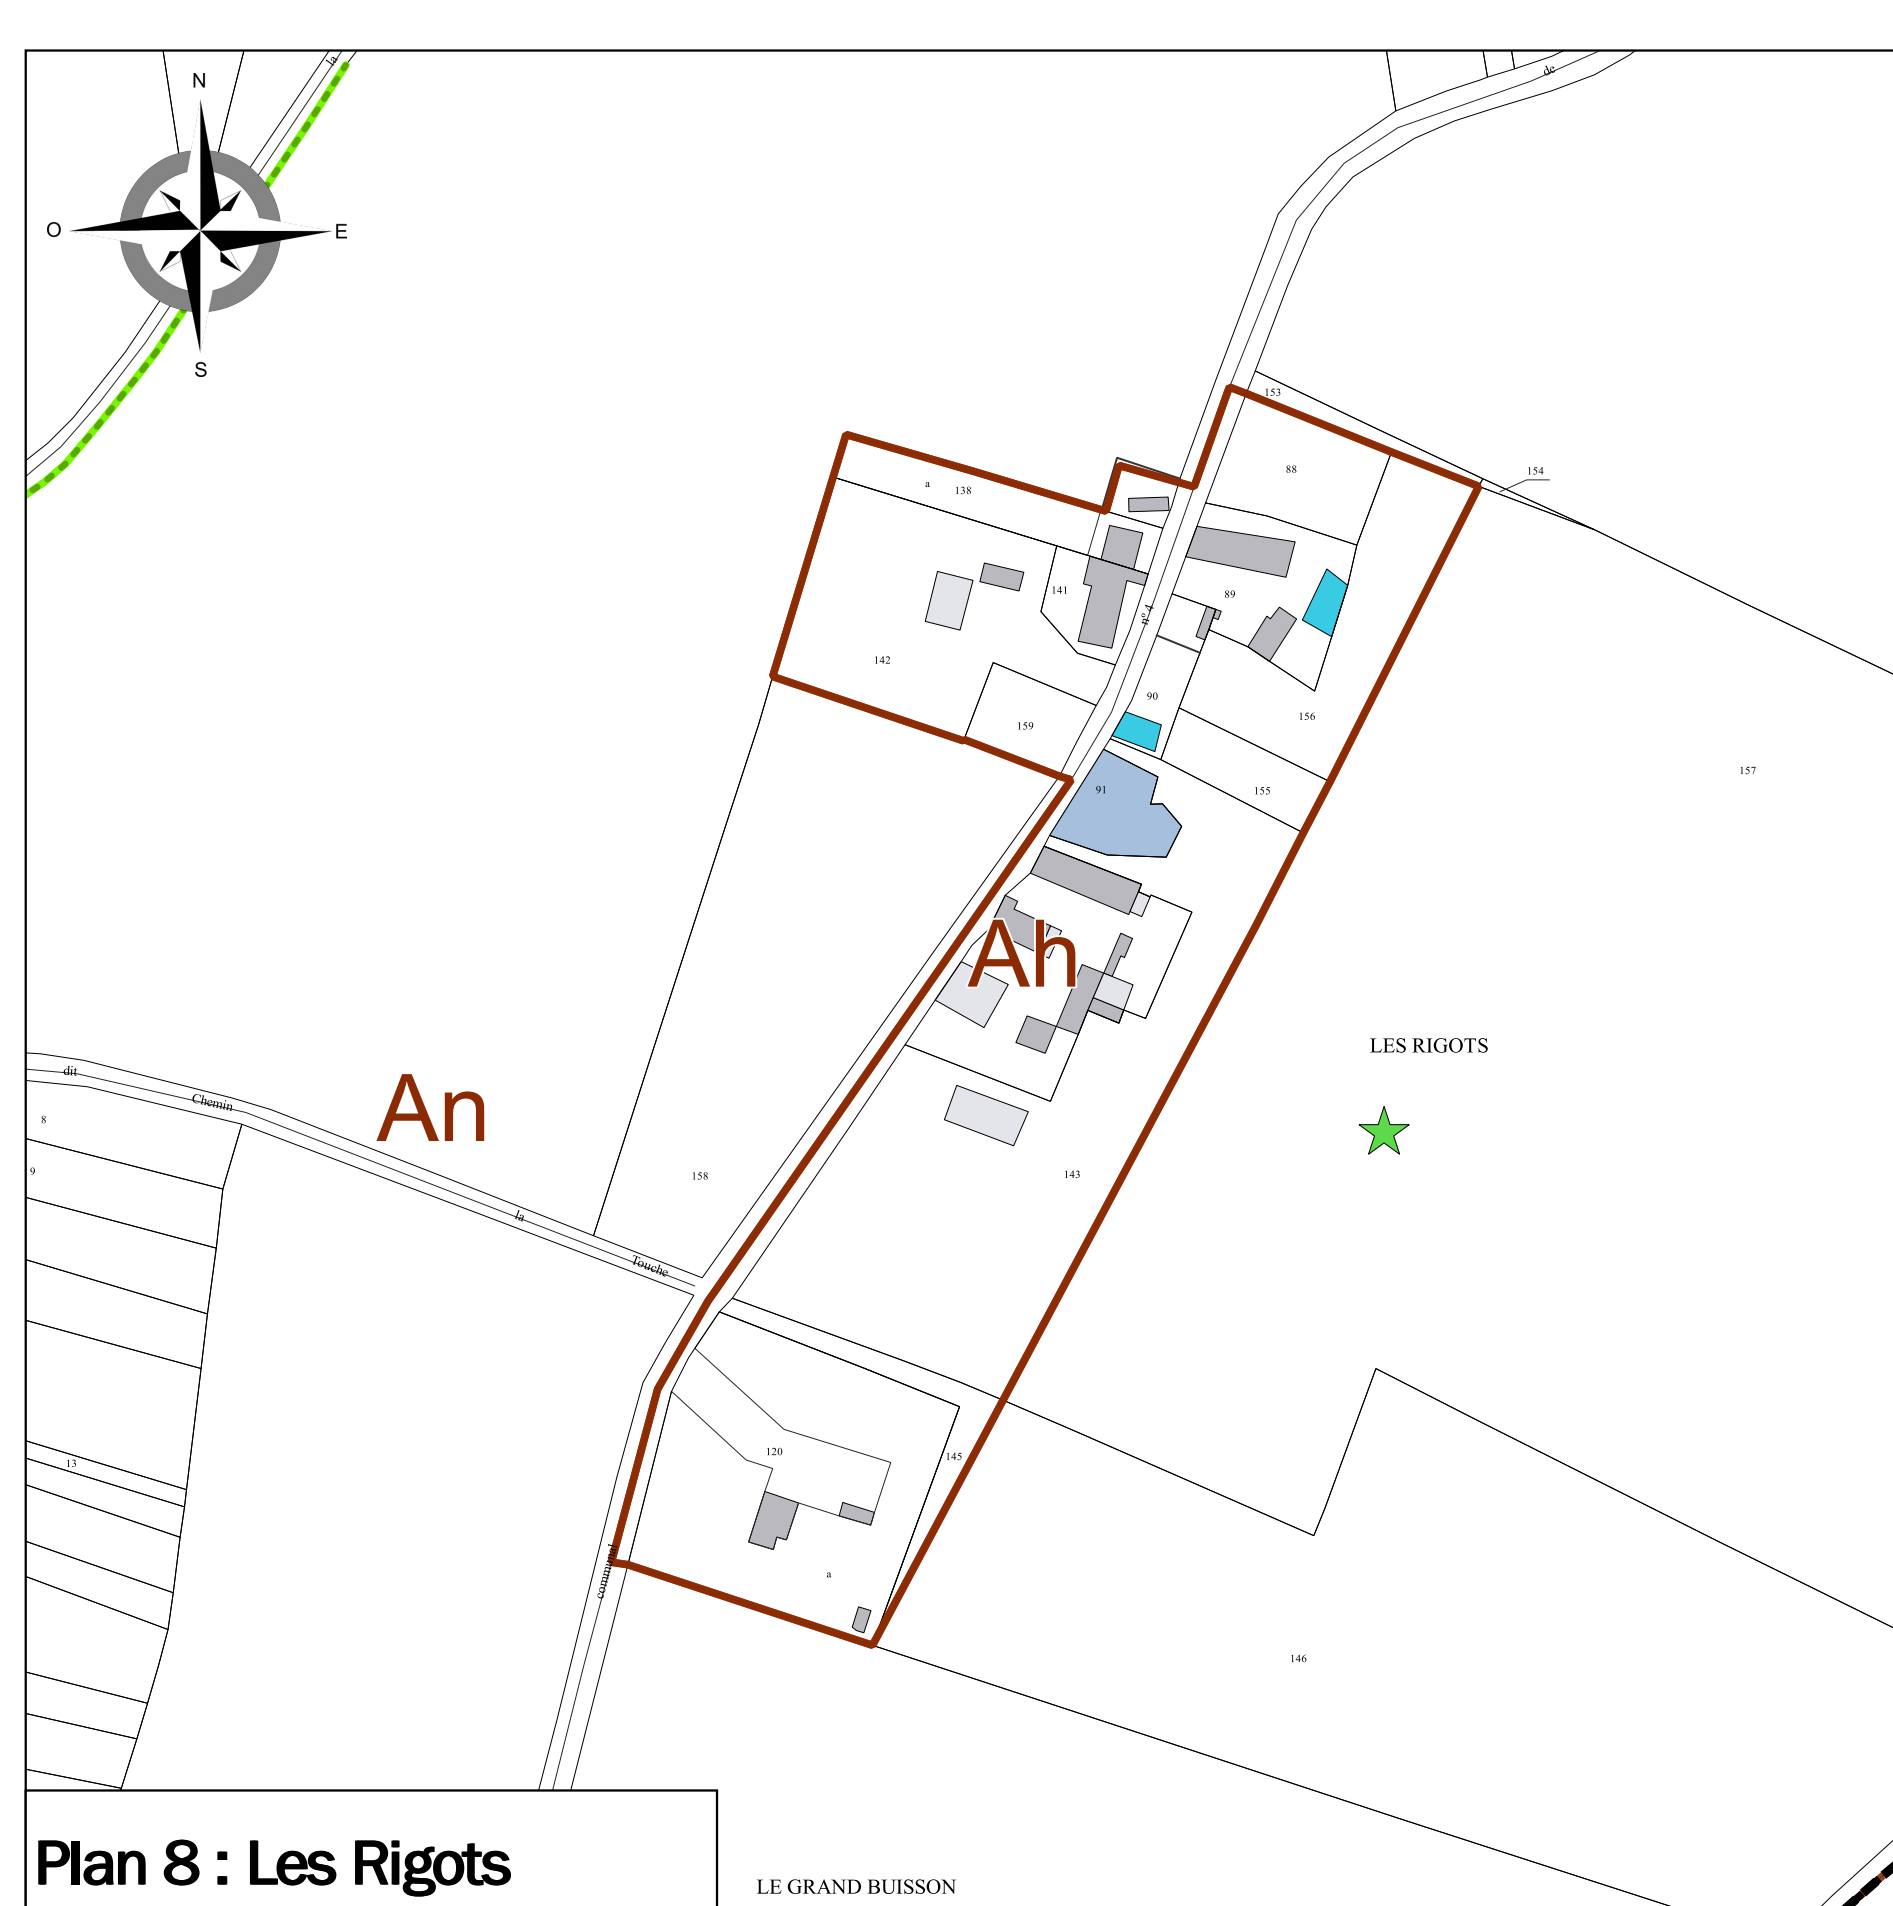 la
de
N
O
E
S
153
88
154
a
138
141
nº 4
89
142
90
159
156
157
91
155
Ah
LES RIGOTS
dit
Chemin
An
8
9
158
143
la
Touche
120
145
13
communal
a
146
Plan 8 : Les Rigots
LE GRAND BUISSON